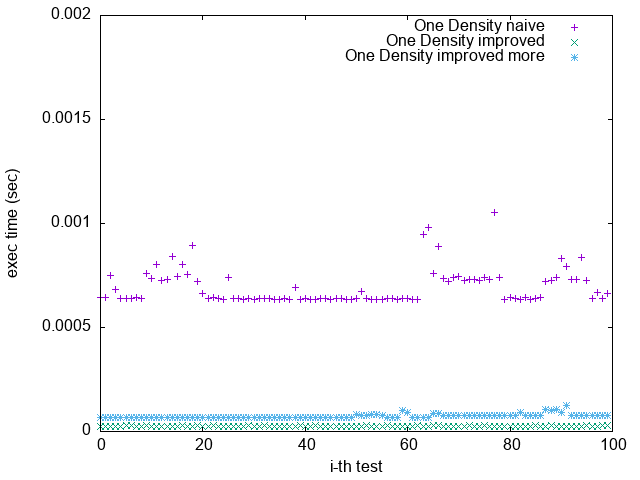 0.002
0.0015
0.001
0.0005
0
exec time (sec)
One Density naive
One Density improved
One Density improved more
0 20 40 60 80 100
i-th test